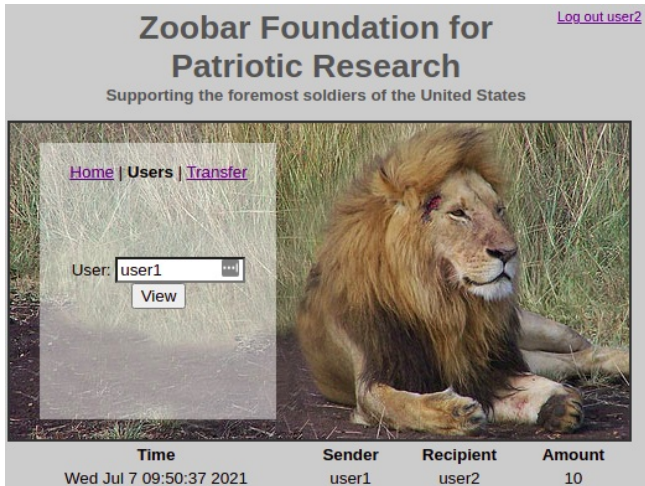 Zoobar Foundation for
Log out user2
Patriotic Research
Supporting the foremost soldiers of the United States
Home | Users | Transfer
User: user1
View
Time Sender Recipient Amount
Wed Jul 7 09:50:37 2021 user1 user2 10